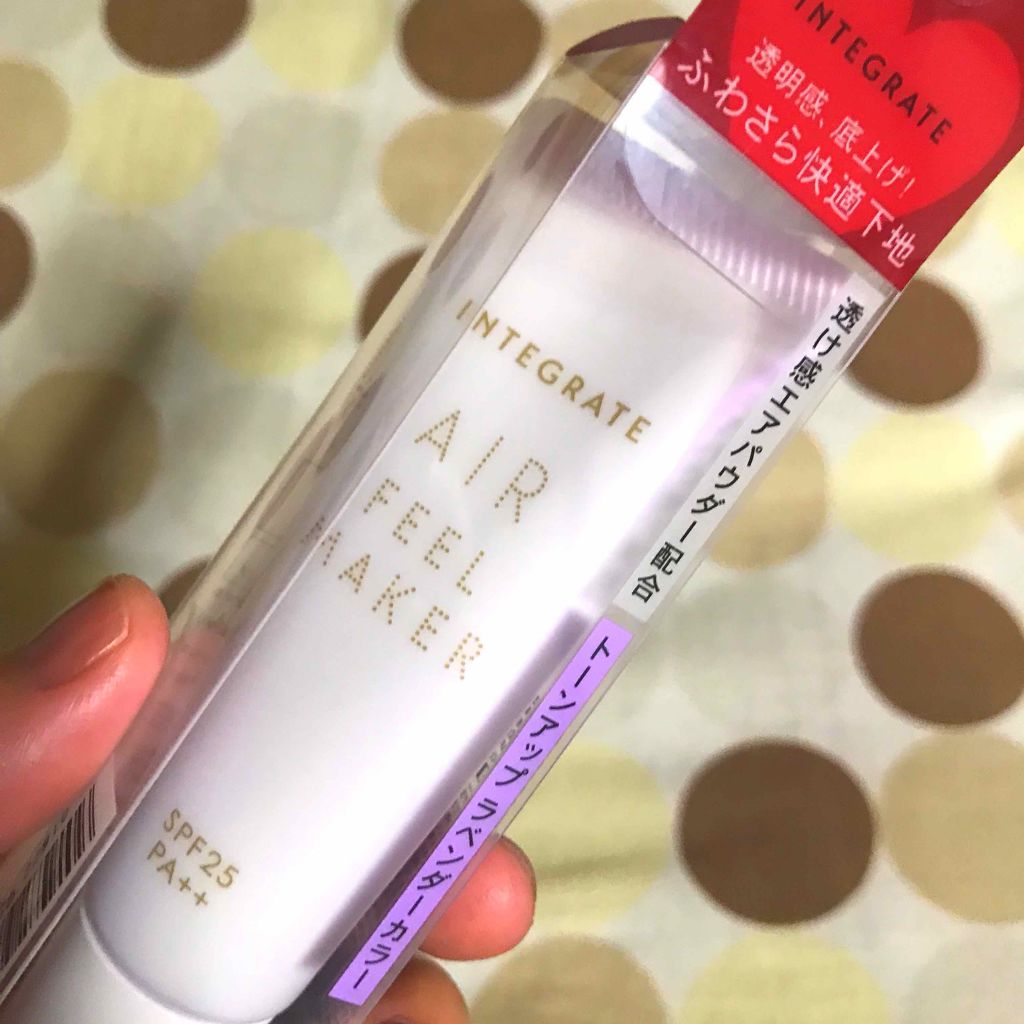 INTEGRATE
透明感、底上げ!
ふわさら快適下地
透け感エアパウダー配合
トーンアップ ラベンダーカラー
INTEGRATE
AIR
FEEL
MAKER
SPF25
PA++